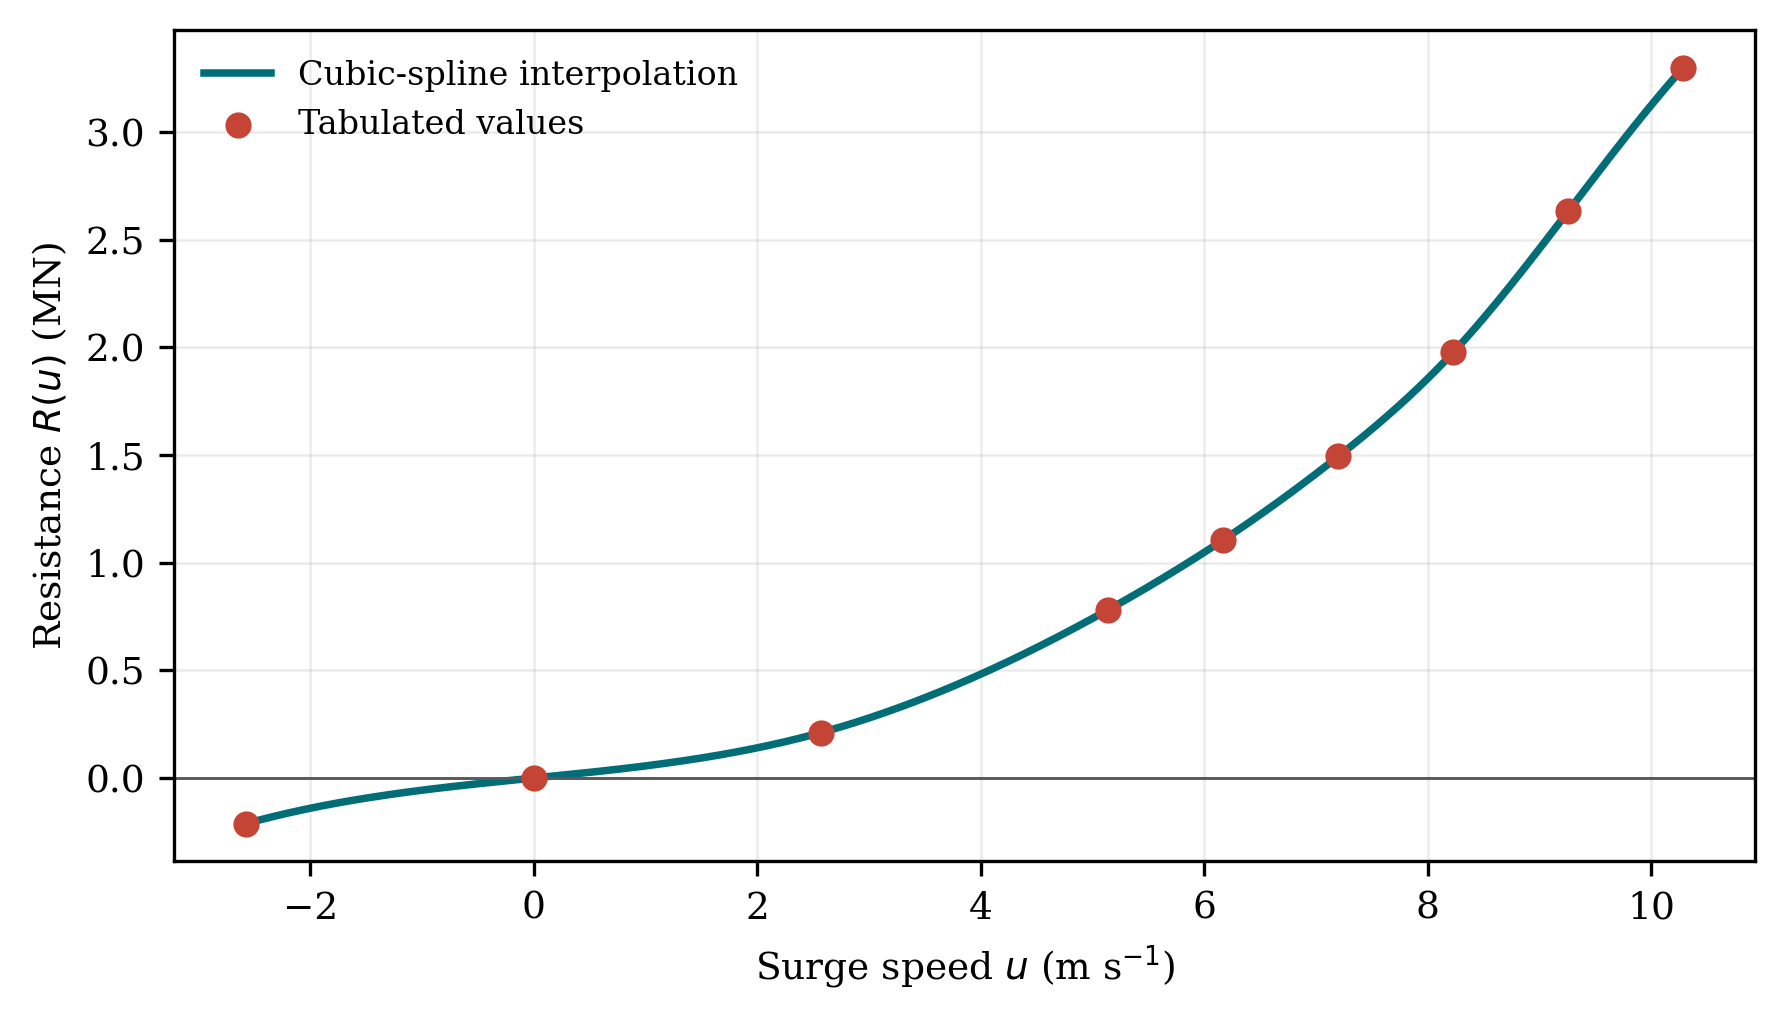 Cubic-spline interpolation
Tabulated values
Resistance R(u) (MN)
3.0
2.5
2.0
1.5
1.0
0.5
0.0
−2 0 2 4 6 8 10
Surge speed u (m s⁻¹)